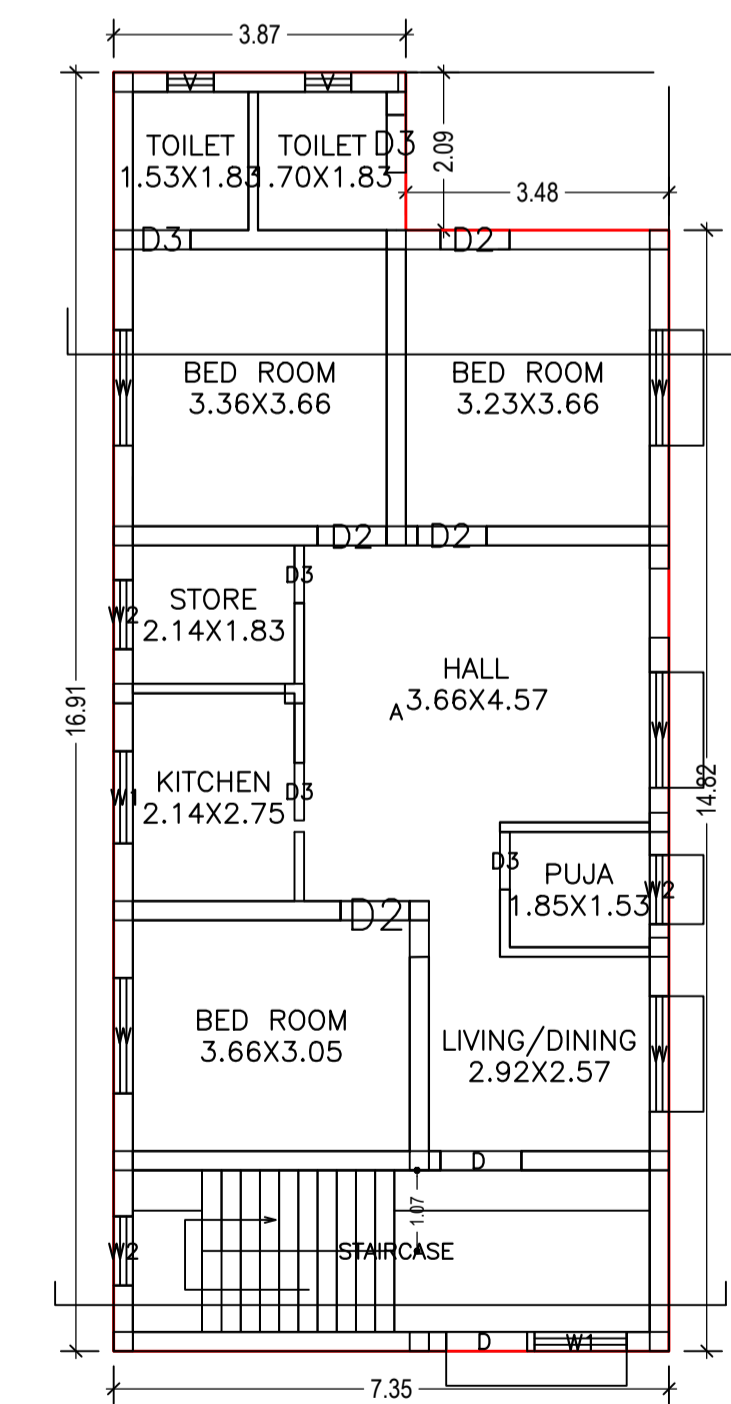 3.87
V
V
TOILET
1.53X1.83
TOILET
1.70X1.83
D3
2.09
3.48
D3
D2
W
BED ROOM
3.36X3.66
BED ROOM
3.23X3.66
W
D2
D2
D3
STORE
2.14X1.83
W2
HALL
A 3.66X4.57
16.91
W
14.82
KITCHEN
2.14X2.75
W1
D3
D3
PUJA
1.85X1.53
W2
D2
BED ROOM
3.66X3.05
W
LIVING/DINING
2.92X2.57
W
D
1.07
W2
STAIRCASE
D
W1
7.35